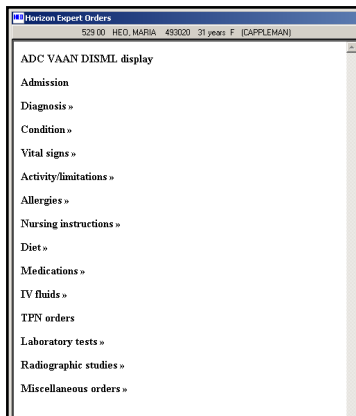 Horizon Expert Orders
529 00 HEO, MARIA 493020 31 years F (CAPPLEMAN)
ADC VAAN DISML display
Admission
Diagnosis »
Condition »
Vital signs »
Activity/limitations »
Allergies »
Nursing instructions »
Diet »
Medications »
IV fluids »
TPN orders
Laboratory tests »
Radiographic studies »
Miscellaneous orders »